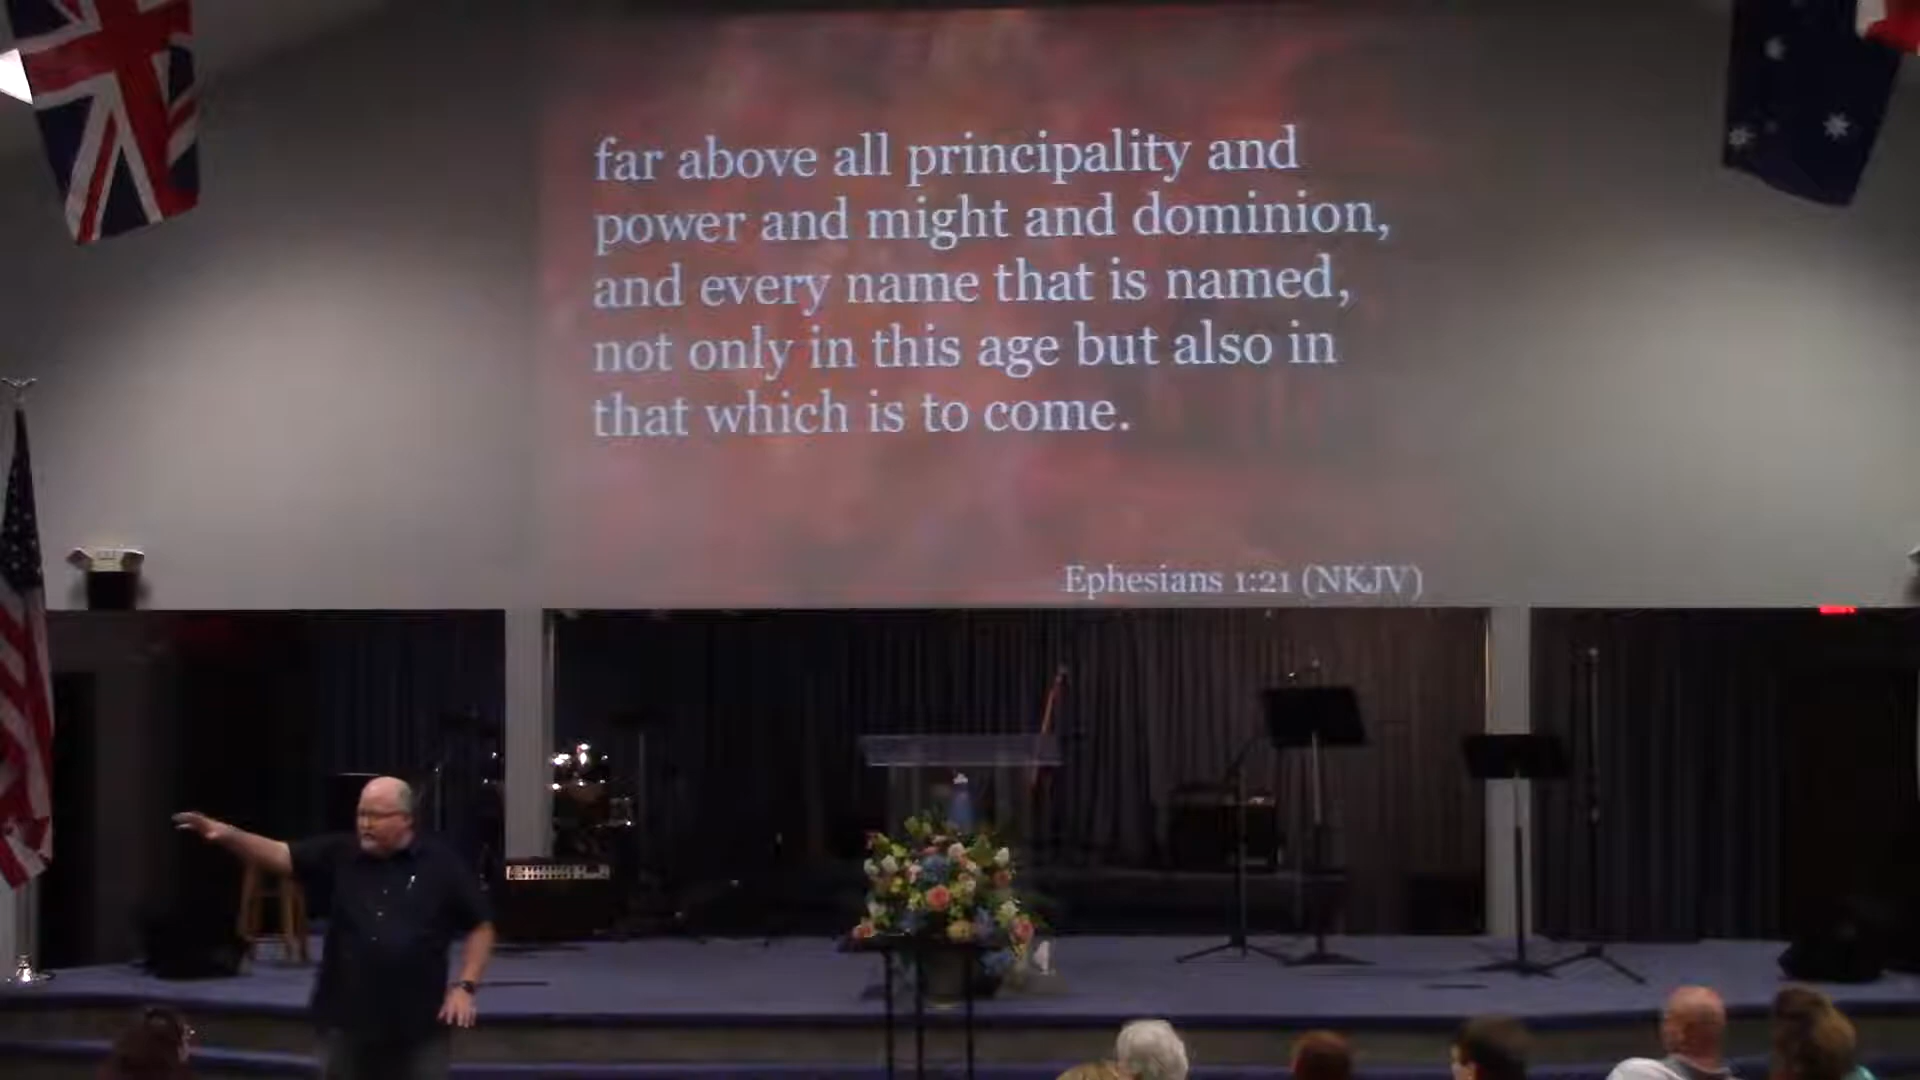 far above all principality and
power and might and dominion,
and every name that is named,
not only in this age but also in
that which is to come.
Ephesians 1:21 (NKJV)